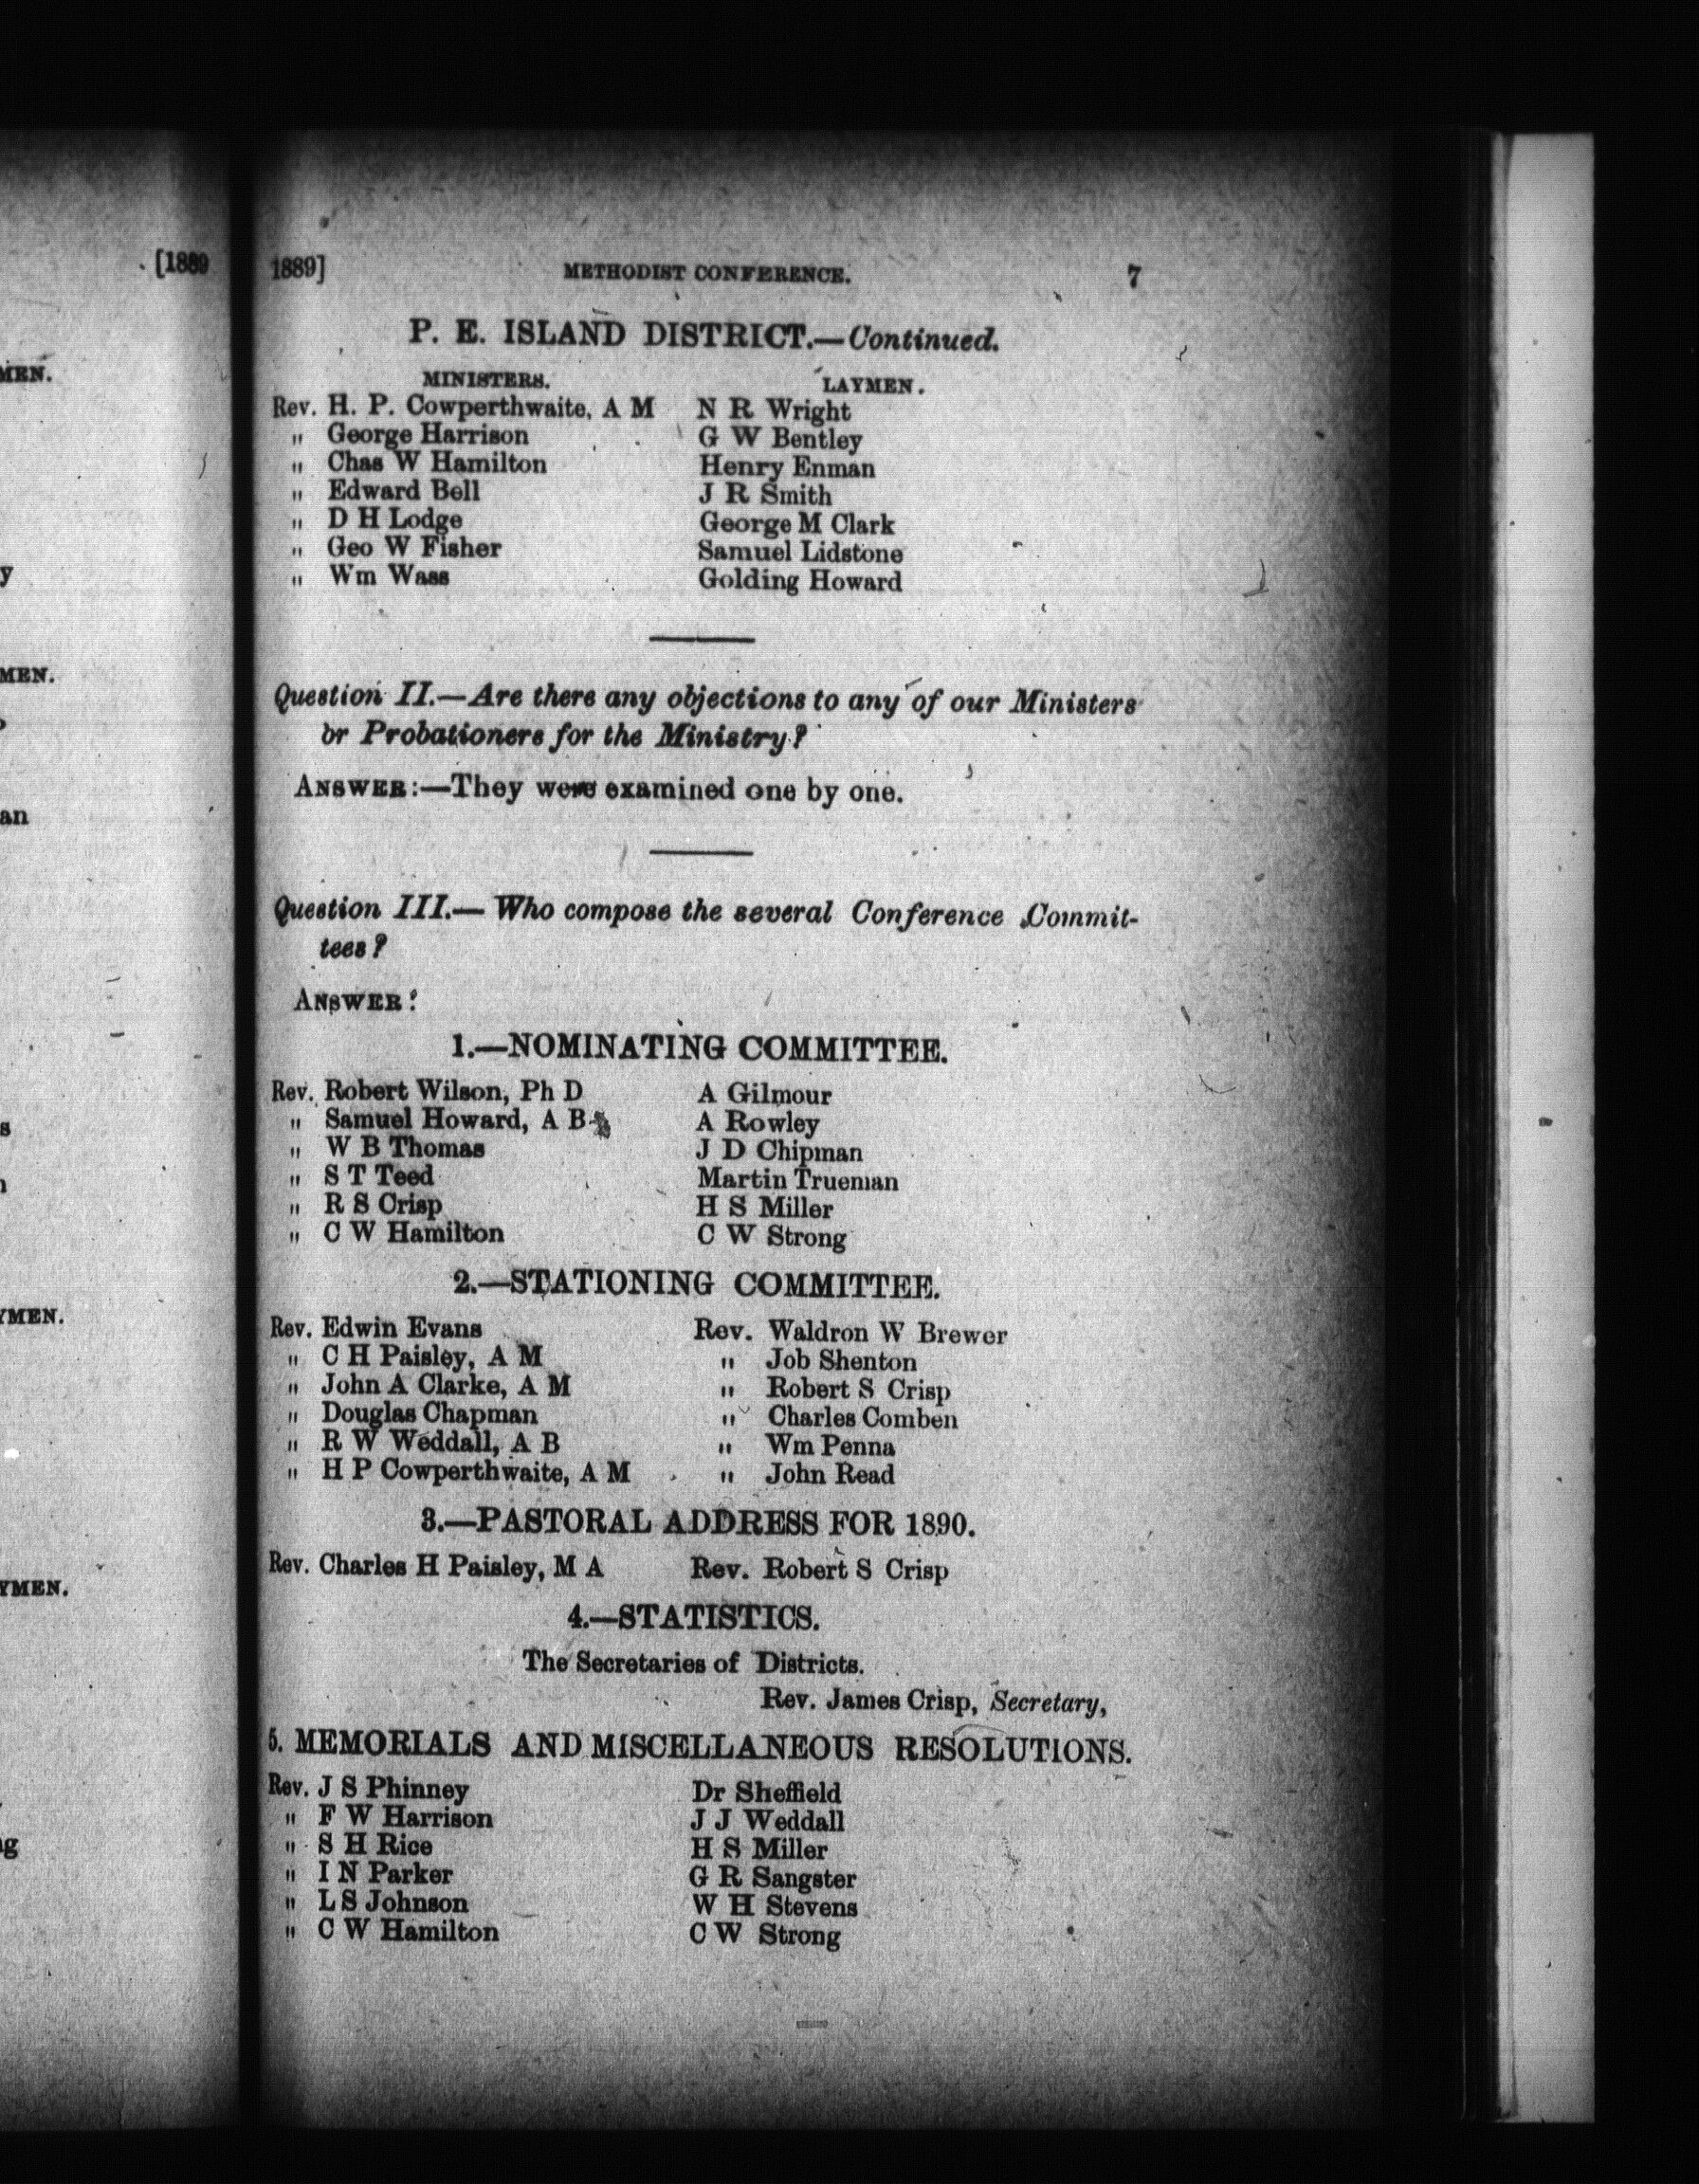 [1889
MEN.
y
MEN.
an
s
YMEN.
YMEN.
g
1889] METHODIST CONFERENCE. 7
P. E. ISLAND DISTRICT.—Continued.
MINISTERS. LAYMEN.
Rev. H. P. Cowperthwaite, A M N R Wright
" George Harrison G W Bentley
" Chas W Hamilton Henry Enman
" Edward Bell J R Smith
" D H Lodge George M Clark
" Geo W Fisher Samuel Lidstone
" Wm Wass Golding Howard
Question II.—Are there any objections to any of our Ministers
or Probationers for the Ministry?
ANSWER:—They were examined one by one.
Question III.—Who compose the several Conference Commit-
tees?
ANSWER:
1.—NOMINATING COMMITTEE.
Rev. Robert Wilson, Ph D A Gilmour
" Samuel Howard, A B A Rowley
" W B Thomas J D Chipman
" S T Teed Martin Trueman
" R S Crisp H S Miller
" C W Hamilton C W Strong
2.—STATIONING COMMITTEE.
Rev. Edwin Evans Rev. Waldron W Brewer
" C H Paisley, A M " Job Shenton
" John A Clarke, A M " Robert S Crisp
" Douglas Chapman " Charles Comben
" R W Weddall, A B " Wm Penna
" H P Cowperthwaite, A M " John Read
3.—PASTORAL ADDRESS FOR 1890.
Rev. Charles H Paisley, M A Rev. Robert S Crisp
4.—STATISTICS.
The Secretaries of Districts.
Rev. James Crisp, Secretary,
5. MEMORIALS AND MISCELLANEOUS RESOLUTIONS.
Rev. J S Phinney Dr Sheffield
" F W Harrison J J Weddall
" S H Rice H S Miller
" I N Parker G R Sangster
" L S Johnson W H Stevens
" C W Hamilton C W Strong